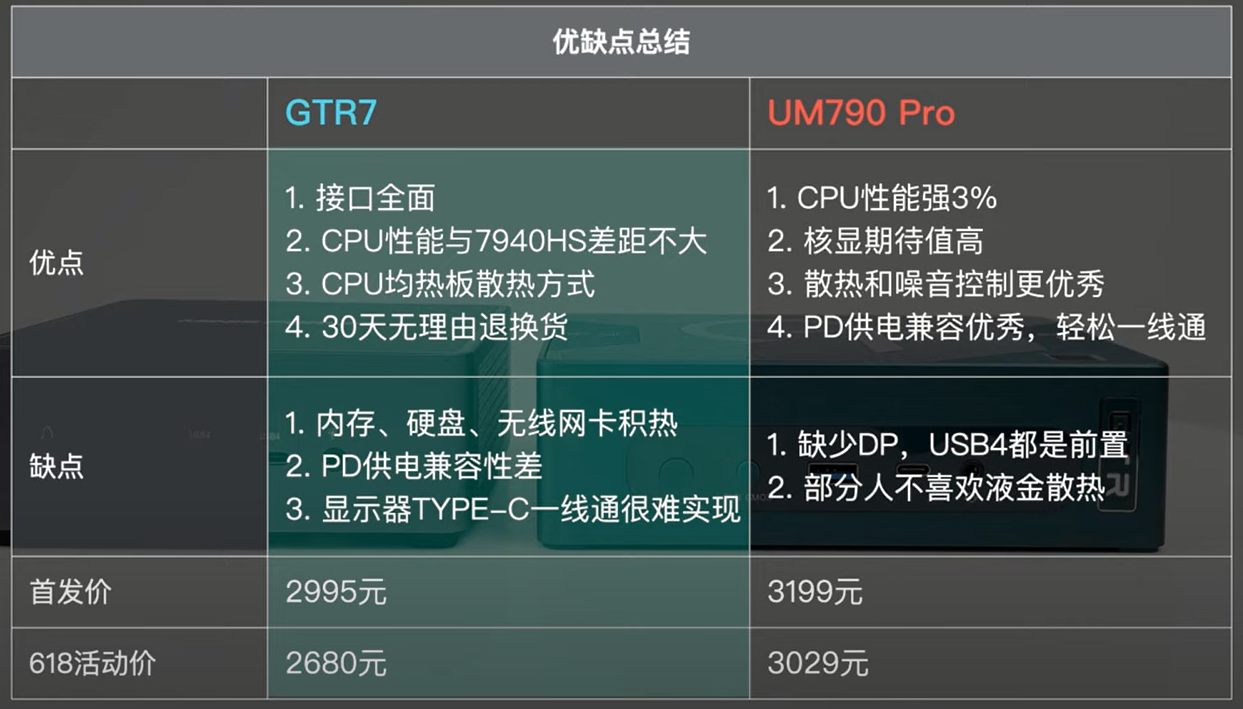 优缺点总结
GTR7
UM790 Pro
优点
1. 接口全面
2. CPU性能与7940HS差距不大
3. CPU均热板散热方式
4. 30天无理由退换货
1. CPU性能强3%
2. 核显期待值高
3. 散热和噪音控制更优秀
4. PD供电兼容优秀，轻松一线通
缺点
1. 内存、硬盘、无线网卡积热
2. PD供电兼容性差
3. 显示器TYPE-C一线通很难实现
1. 缺少DP，USB4都是前置
2. 部分人不喜欢液金散热
首发价
2995元
3199元
618活动价
2680元
3029元